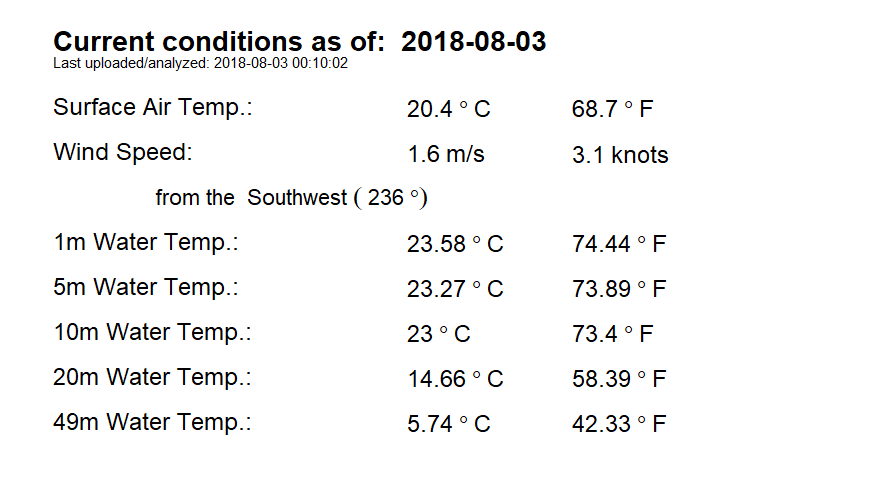 Current conditions as of: 2018-08-03
Last uploaded/analyzed: 2018-08-03 00:10:02
Surface Air Temp.: 20.4 ° C 68.7 ° F
Wind Speed: 1.6 m/s 3.1 knots
from the Southwest ( 236 °)
1m Water Temp.: 23.58 ° C 74.44 ° F
5m Water Temp.: 23.27 ° C 73.89 ° F
10m Water Temp.: 23 ° C 73.4 ° F
20m Water Temp.: 14.66 ° C 58.39 ° F
49m Water Temp.: 5.74 ° C 42.33 ° F